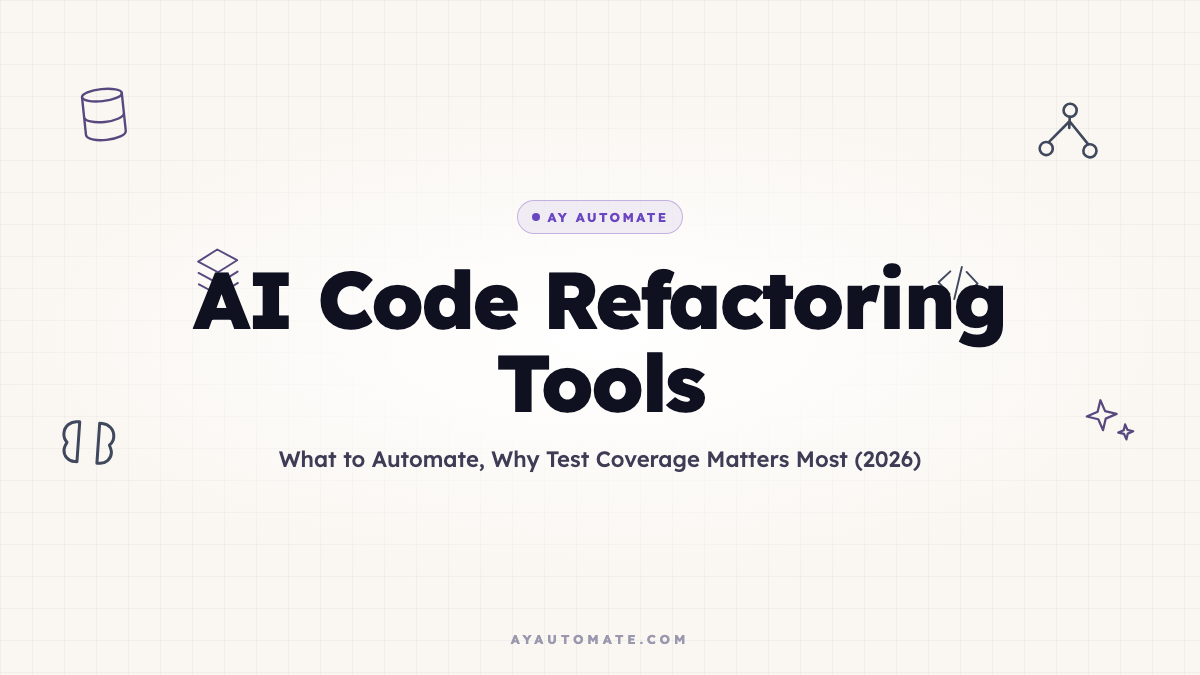 AY AUTOMATE
AI Code Refactoring
Tools
What to Automate, Why Test Coverage Matters Most (2026)
AYAUTOMATE.COM